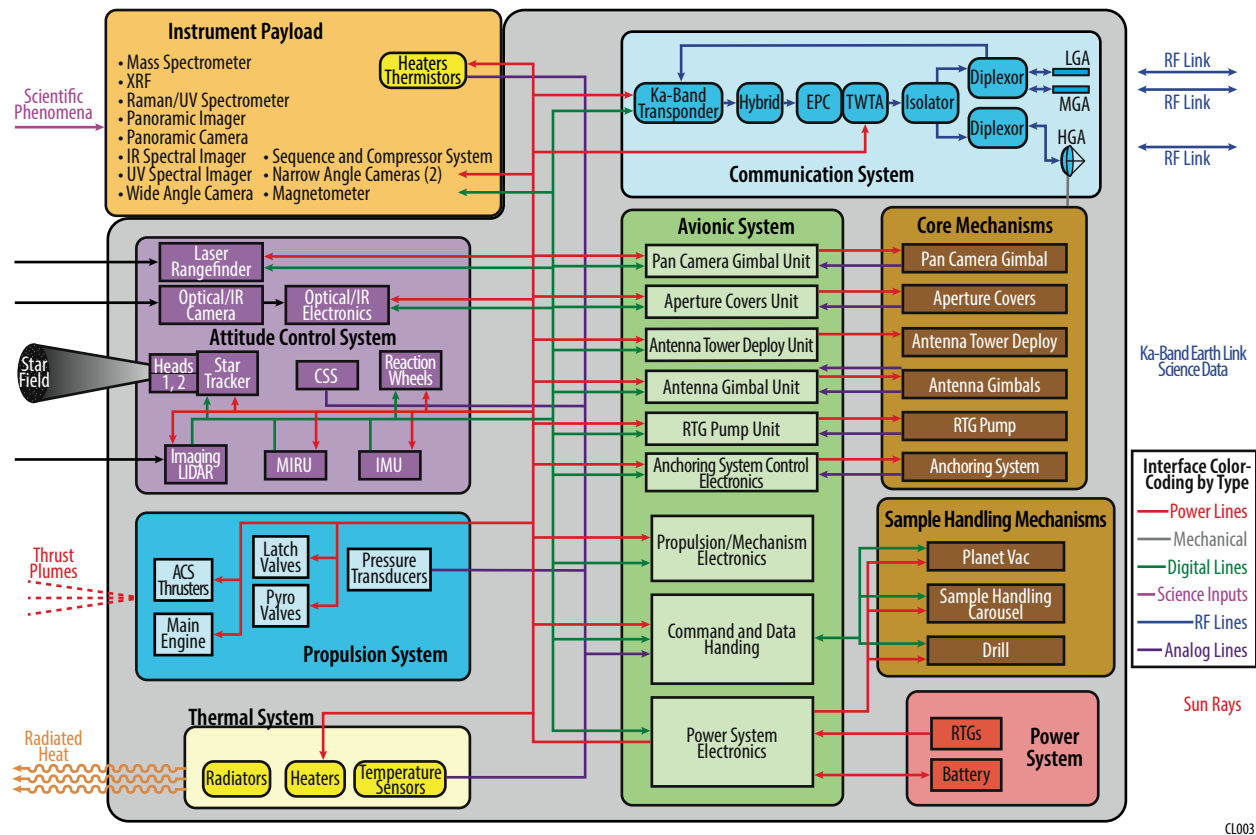 Instrument Payload
• Mass Spectrometer
• XRF
• Raman/UV Spectrometer
• Panoramic Imager
• Panoramic Camera
• IR Spectral Imager
• UV Spectral Imager
• Wide Angle Camera
• Sequence and Compressor System
• Narrow Angle Cameras (2)
• Magnetometer
Heaters
Thermistors
Scientific
Phenomena
Ka-Band
Transponder
Hybrid
EPC
TWTA
Isolator
Diplexor
Diplexor
LGA
MGA
HGA
Communication System
RF Link
RF Link
RF Link
Laser
Rangefinder
Optical/IR
Camera
Optical/IR
Electronics
Attitude Control System
Star
Field
Heads
1, 2
Star
Tracker
CSS
Reaction
Wheels
Imaging
LIDAR
MIRU
IMU
Avionic System
Pan Camera Gimbal Unit
Aperture Covers Unit
Antenna Tower Deploy Unit
Antenna Gimbal Unit
RTG Pump Unit
Anchoring System Control
Electronics
Propulsion/Mechanism
Electronics
Command and Data
Handing
Power System
Electronics
Core Mechanisms
Pan Camera Gimbal
Aperture Covers
Antenna Tower Deploy
Antenna Gimbals
RTG Pump
Anchoring System
Sample Handling Mechanisms
Planet Vac
Sample Handling
Carousel
Drill
RTGs
Battery
Power
System
Thrust
Plumes
ACS
Thrusters
Main
Engine
Latch
Valves
Pyro
Valves
Pressure
Transducers
Propulsion System
Thermal System
Radiated
Heat
Radiators
Heaters
Temperature
Sensors
Ka-Band Earth Link
Science Data
Interface Color-
Coding by Type
Power Lines
Mechanical
Digital Lines
Science Inputs
RF Lines
Analog Lines
Sun Rays
CL003